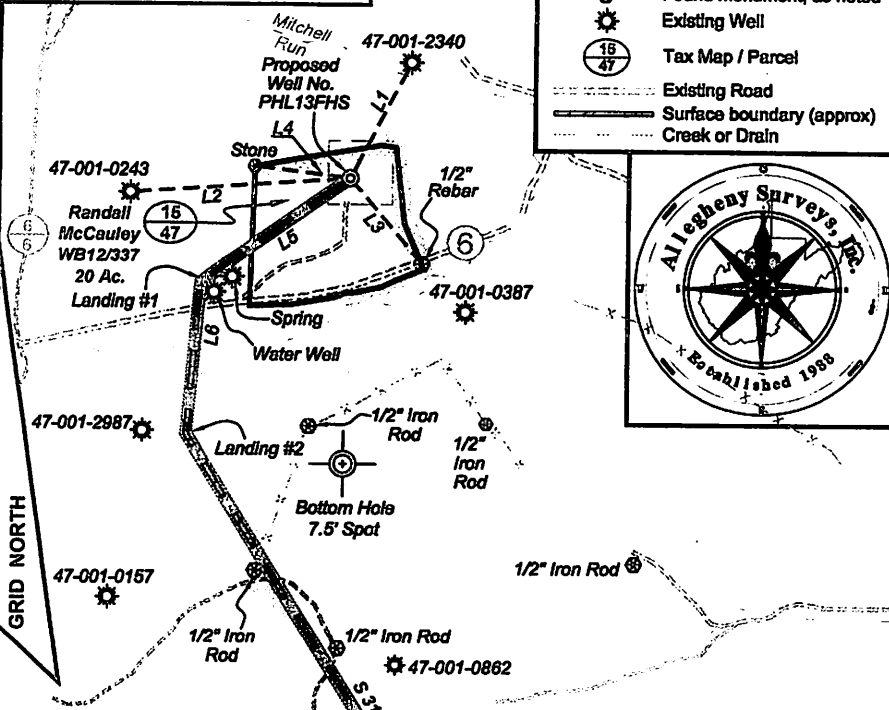 Found Monument, as noted
Existing Well
16
47
Tax Map / Parcel
Existing Road
Surface boundary (approx)
Creek or Drain
Mitchell
Run
47-001-2340
Proposed
Well No.
PHL13FHS
L1
L4
Stone
1/2"
Rebar
47-001-0243
L2
Randall
McCauley
WB12/337
20 Ac.
16
47
6
6
L5
L3
6
Landing #1
47-001-0387
Spring
L6
Water Well
Allegheny Surveys, Inc.
Established 1988
47-001-2987
Landing #2
1/2" Iron
Rod
1/2"
Iron
Rod
Bottom Hole
7.5' Spot
GRID NORTH
47-001-0157
1/2" Iron Rod
1/2" Iron
Rod
1/2" Iron Rod
47-001-0862